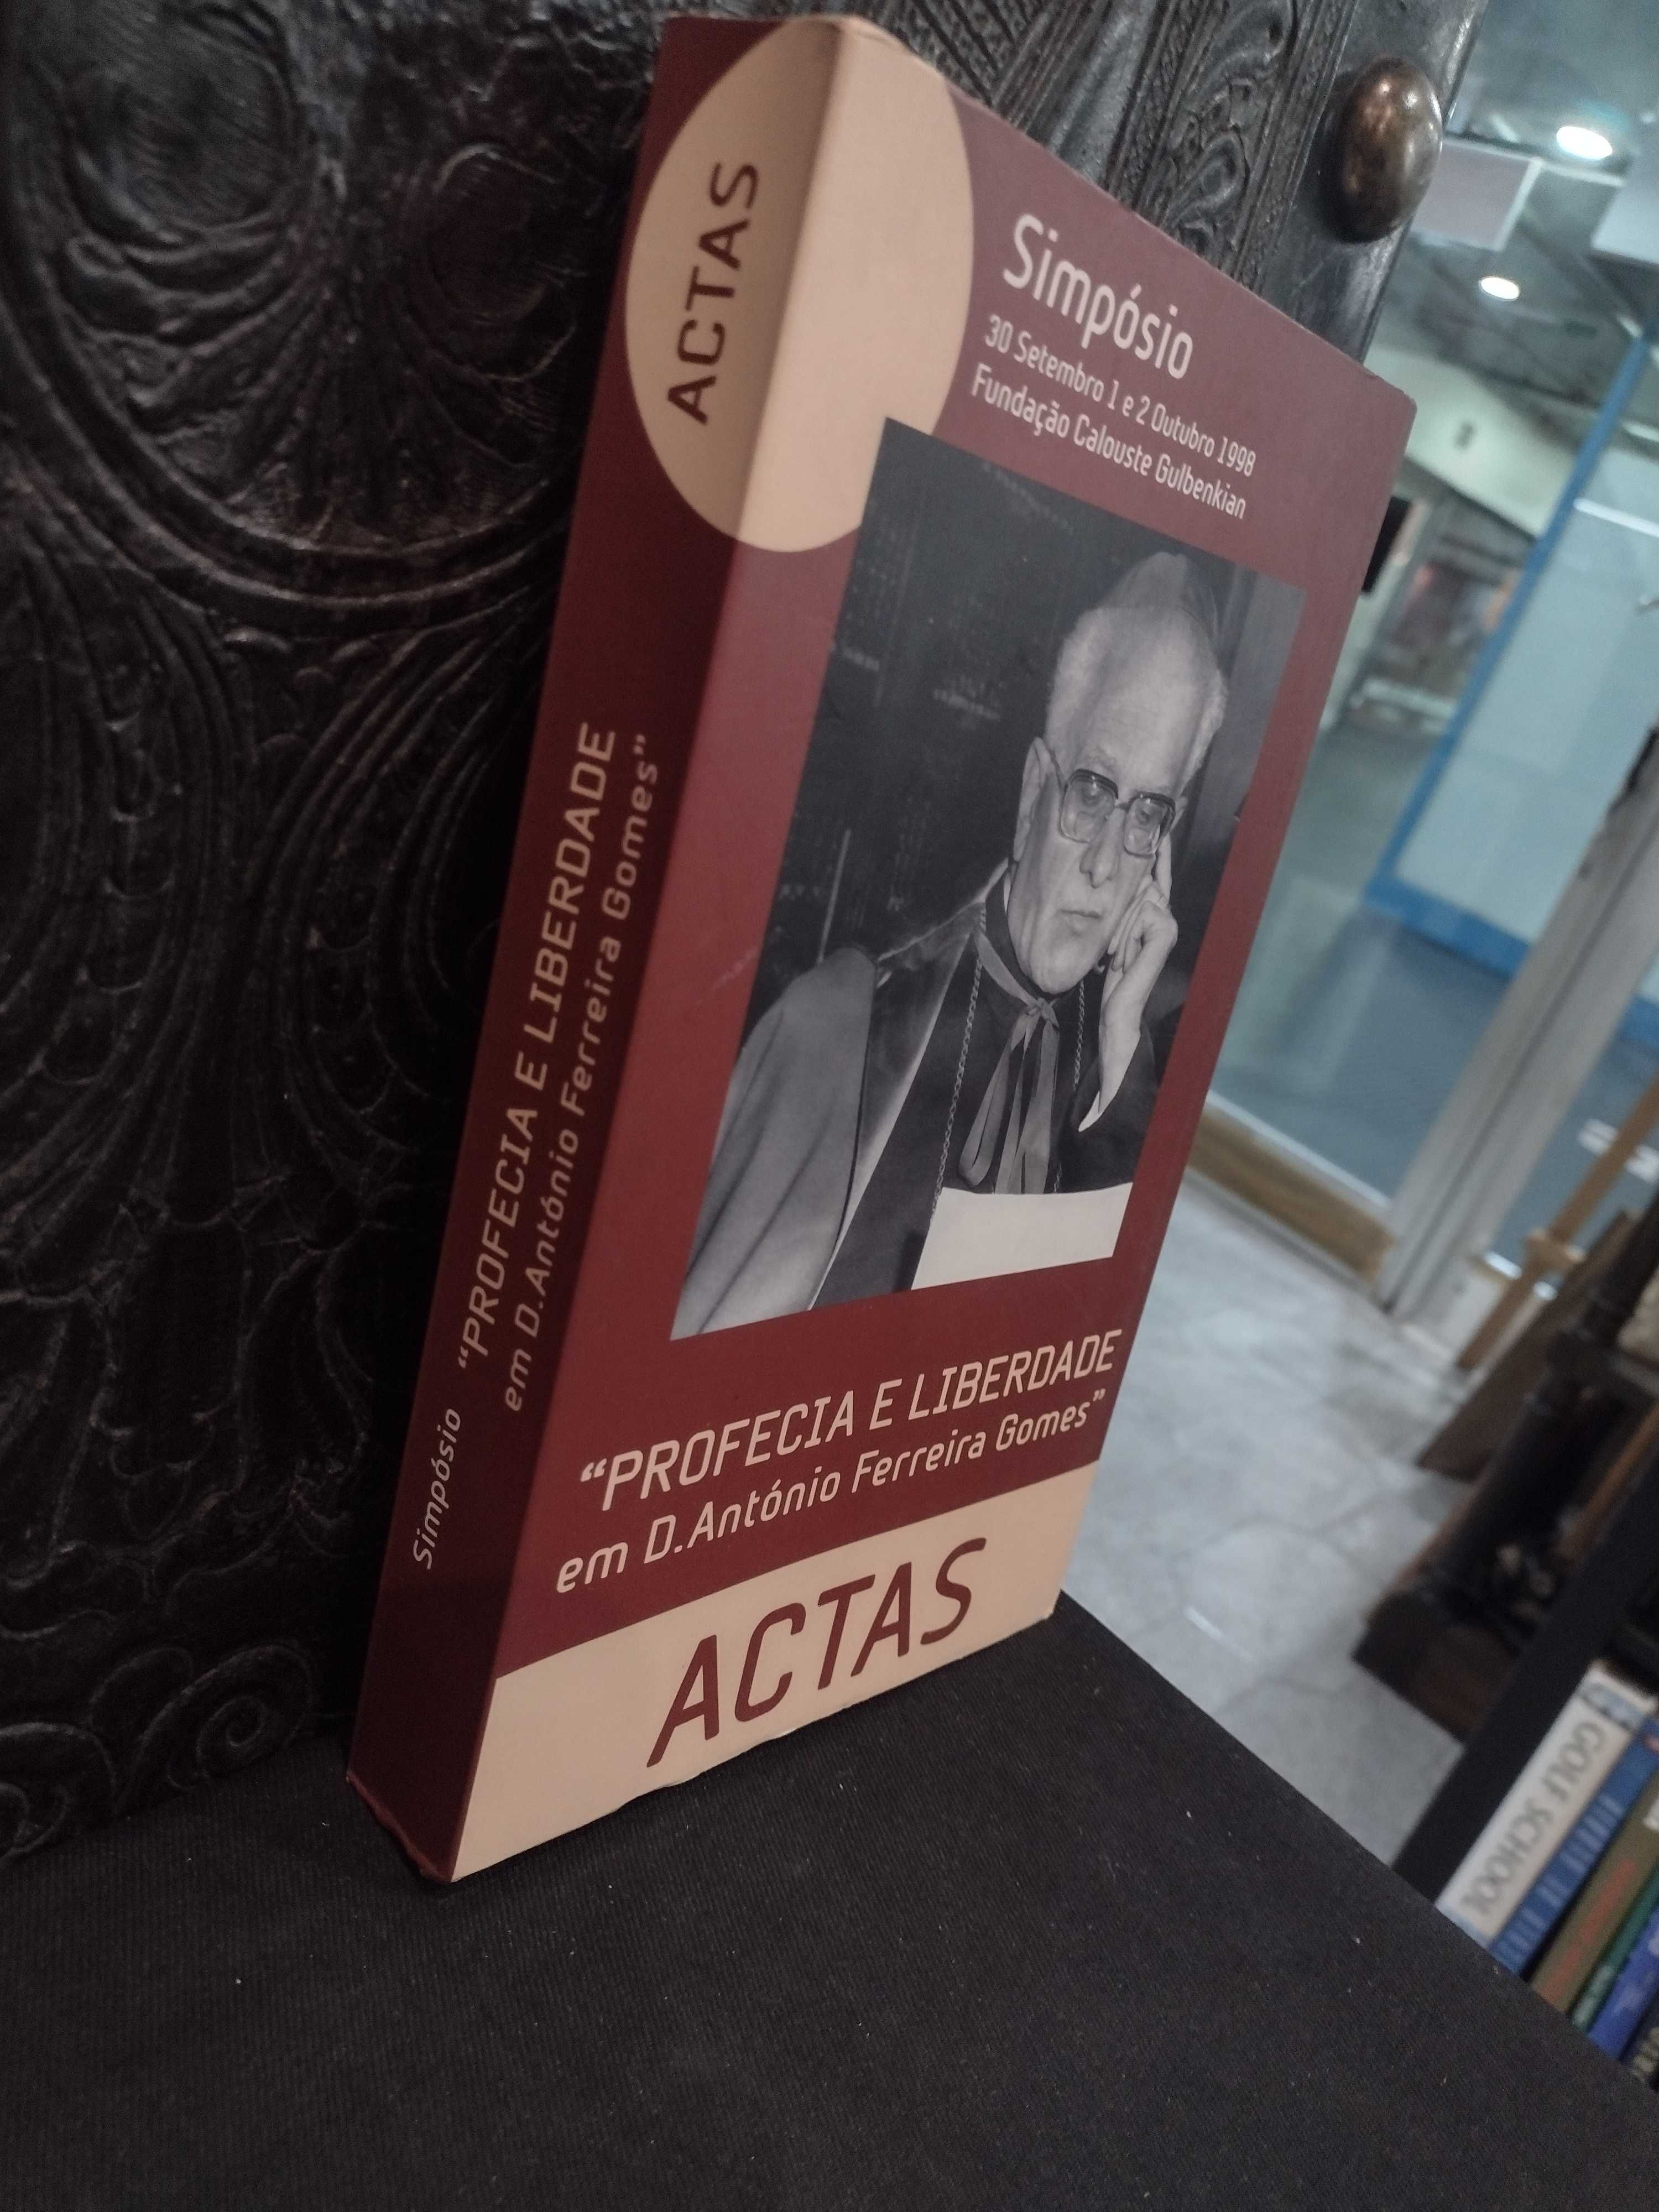 ACTAS
Simpósio "PROFECIA E LIBERDADE
em D.António Ferreira Gomes"
Simpósio
30 Setembro 1 e 2 Outubro 1998
Fundação Calouste Gulbenkian
"PROFECIA E LIBERDADE
em D.António Ferreira Gomes"
ACTAS
GOLF SCHOOL